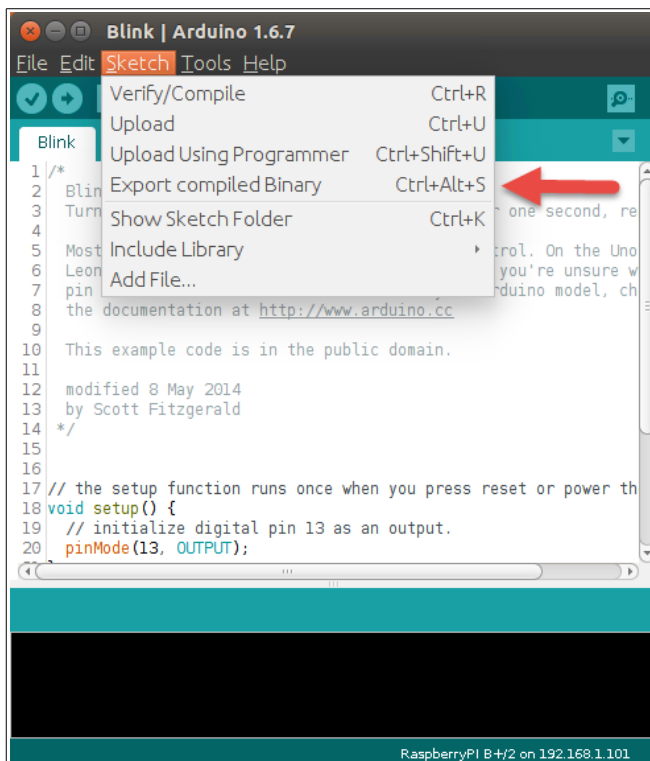 Blink | Arduino 1.6.7
File Edit Sketch Tools Help
Verify/Compile Ctrl+R
Upload Ctrl+U
Upload Using Programmer Ctrl+Shift+U
Export compiled Binary Ctrl+Alt+S
Show Sketch Folder Ctrl+K
Include Library
Add File...
Blink
1 /*
2 Blin
3 Turn one second, re
4
5 Most trol. On the Uno
6 Leon you're unsure w
7 pin rduino model, ch
8 the documentation at http://www.arduino.cc
9
10 This example code is in the public domain.
11
12 modified 8 May 2014
13 by Scott Fitzgerald
14 */
15
16
17 // the setup function runs once when you press reset or power th
18 void setup() {
19 // initialize digital pin 13 as an output.
20 pinMode(13, OUTPUT);
RaspberryPI B+/2 on 192.168.1.101